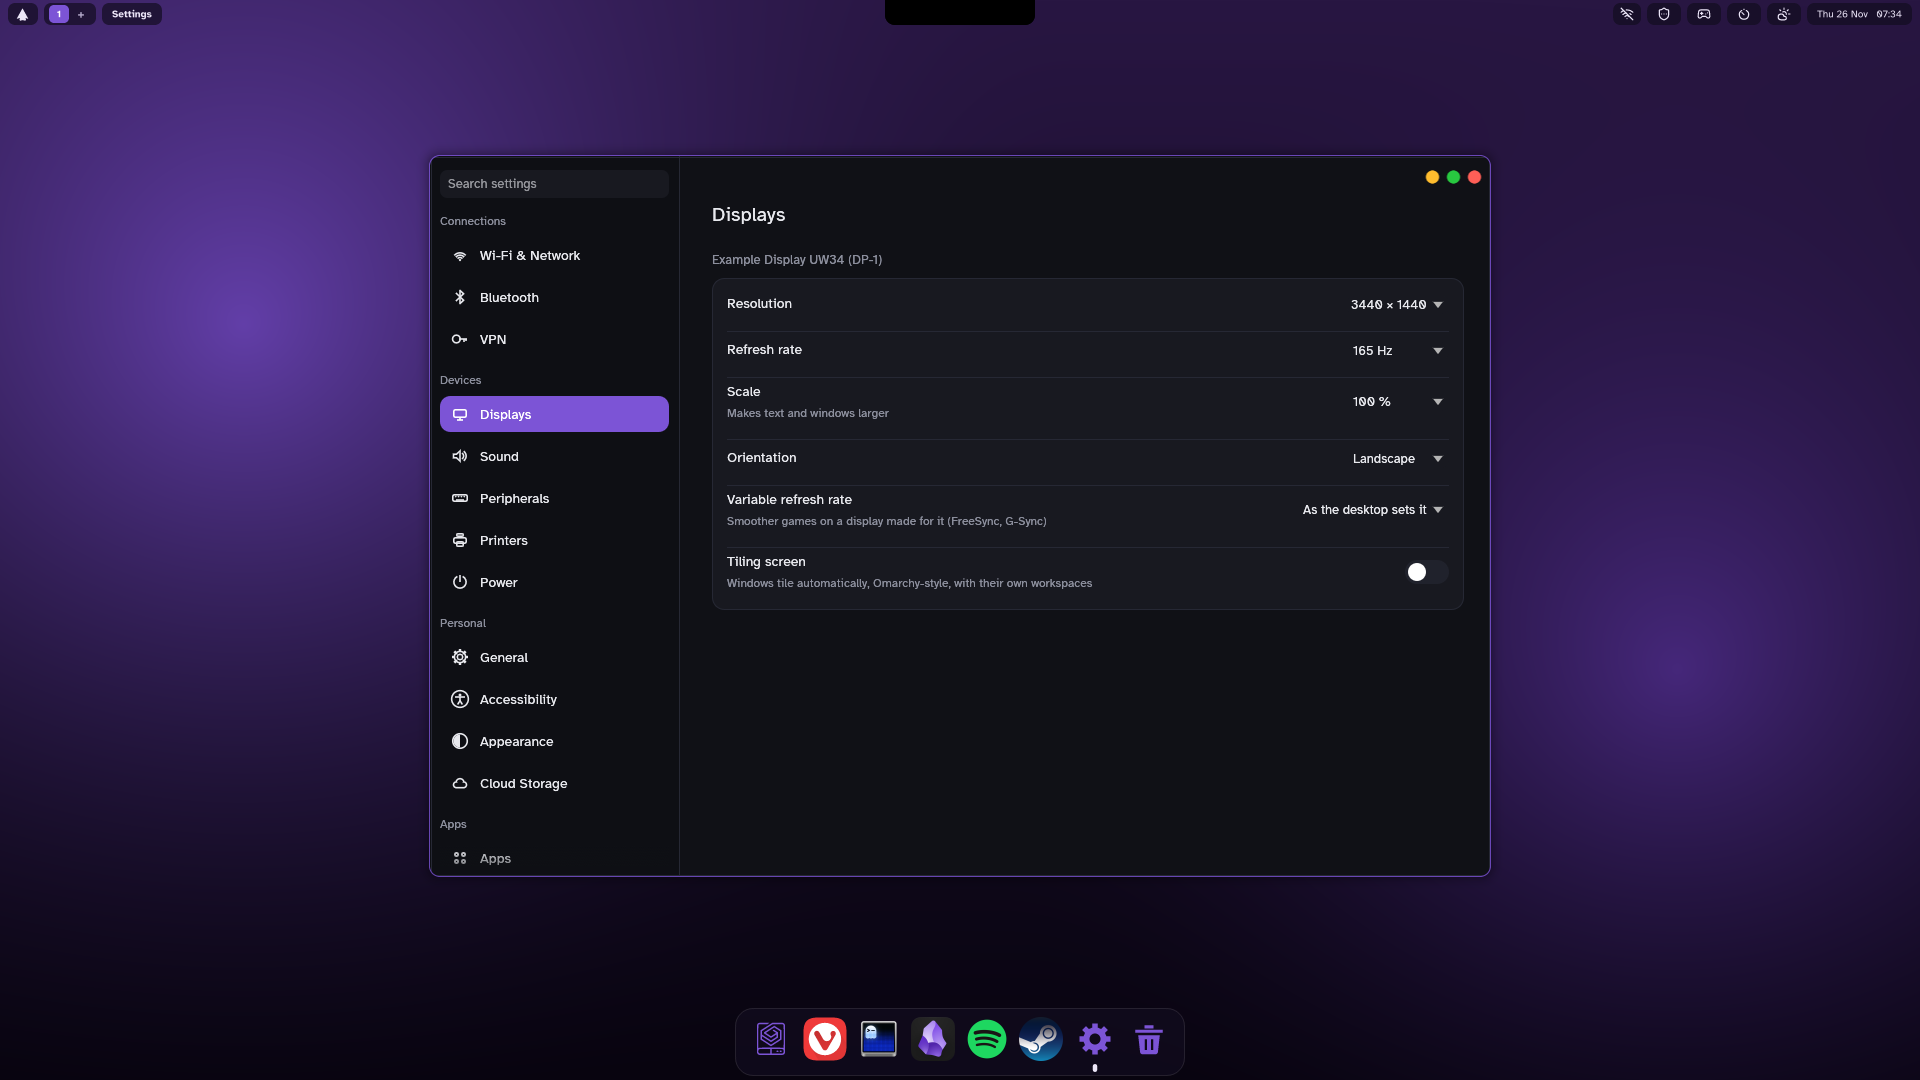 1 +
Settings
Thu 26 Nov 07:34
Search settings
Connections
Wi-Fi & Network
Bluetooth
VPN
Devices
Displays
Sound
Peripherals
Printers
Power
Personal
General
Accessibility
Appearance
Cloud Storage
Apps
Apps
Displays
Example Display UW34 (DP-1)
Resolution 3440 × 1440
Refresh rate 165 Hz
Scale 100 %
Makes text and windows larger
Orientation Landscape
Variable refresh rate As the desktop sets it
Smoother games on a display made for it (FreeSync, G-Sync)
Tiling screen
Windows tile automatically, Omarchy-style, with their own workspaces